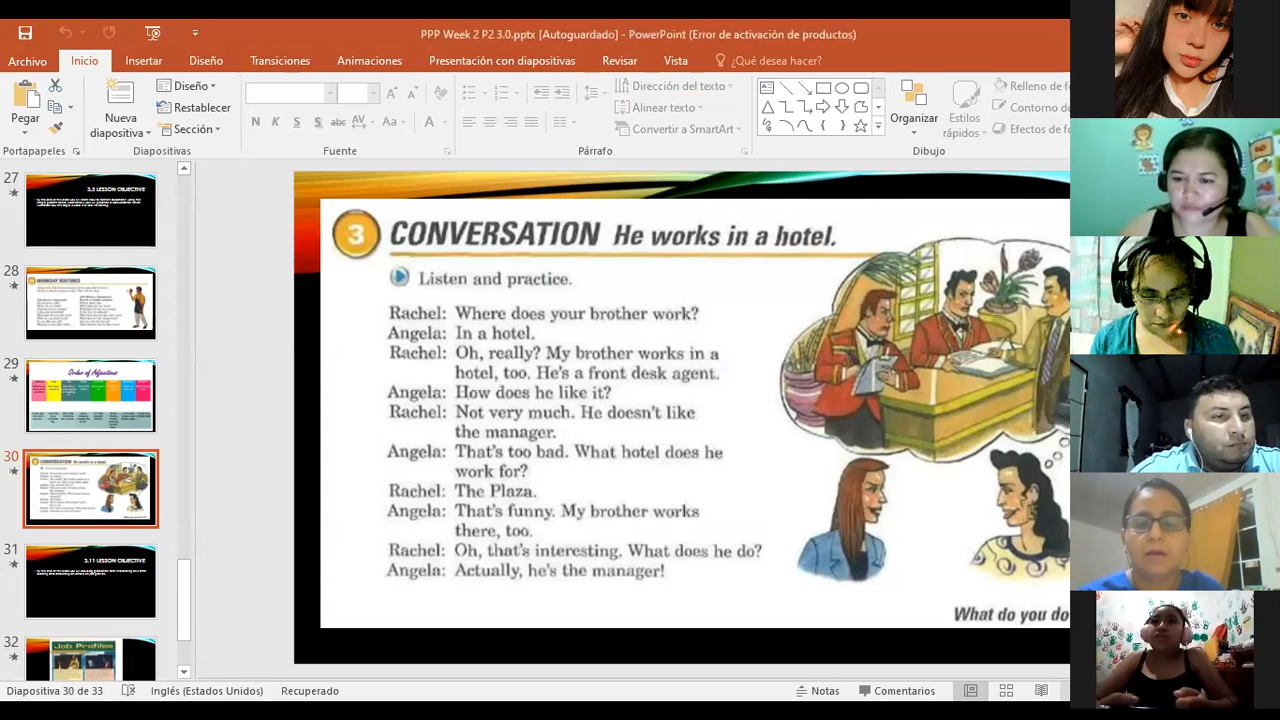 PPP Week 2 P2 3.0.pptx [Autoguardado] - PowerPoint (Error de activación de productos)
Archivo
Inicio
Insertar
Diseño
Transiciones
Animaciones
Presentación con diapositivas
Revisar
Vista
¿Qué desea hacer?
Pegar
Nueva
diapositiva
Diseño
Restablecer
Sección
N K S S abc AV Aa A
Dirección del texto
Alinear texto
Convertir a SmartArt
Organizar
Estilos
rápidos
Relleno de
Contorno de
Efectos de fo
Portapapeles
Diapositivas
Fuente
Párrafo
Dibujo
27
3.3 LESSON OBJECTIVE
28
WORKDAY ROUTINES
29
Order of Adjectives
30
CONVERSATION He works in a hotel.
31
3.11 LESSON OBJECTIVE
32
Job Profiles
3 CONVERSATION He works in a hotel.
Listen and practice.
Rachel: Where does your brother work?
Angela: In a hotel.
Rachel: Oh, really? My brother works in a
hotel, too. He's a front desk agent.
Angela: How does he like it?
Rachel: Not very much. He doesn't like
the manager.
Angela: That's too bad. What hotel does he
work for?
Rachel: The Plaza.
Angela: That's funny. My brother works
there, too.
Rachel: Oh, that's interesting. What does he do?
Angela: Actually, he's the manager!
What do you do
Diapositiva 30 de 33
Inglés (Estados Unidos)
Recuperado
Notas
Comentarios